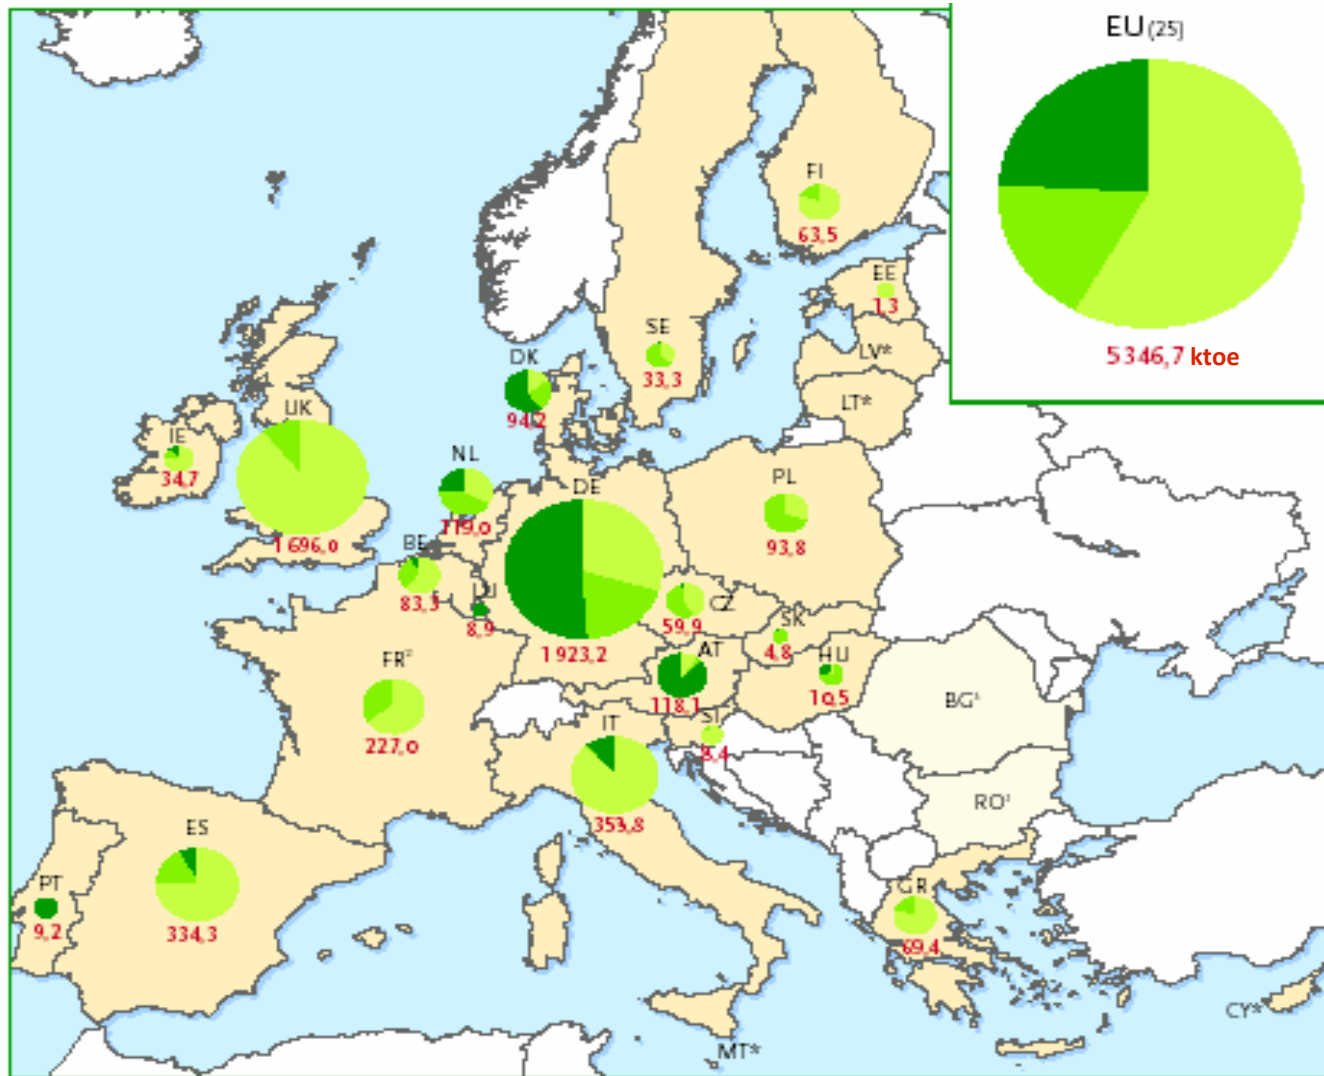 EU (25)
5 346,7 ktoe
FI
63,5
EE
1,3
SE
33,3
LV*
LT*
DK
94,2
UK
1 696,0
IE
34,7
NL
119,0
DE
1 923,2
PL
93,8
BE
83,3
LU
8,9
CZ
59,9
SK
4,8
FR²
227,0
AT
118,1
HU
10,5
SI
8,4
IT
353,8
BG
RO
ES
334,3
PT
9,2
GR
69,4
CY*
MT*